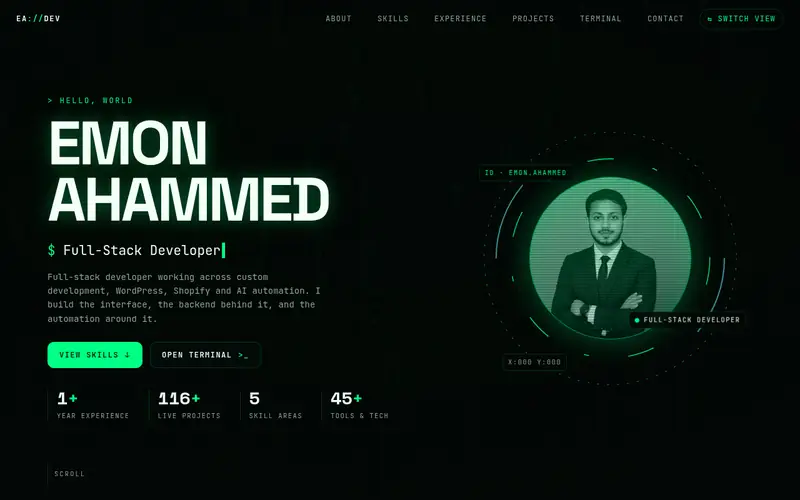 EA://DEV
ABOUT
SKILLS
EXPERIENCE
PROJECTS
TERMINAL
CONTACT
⇆ SWITCH VIEW
> HELLO, WORLD
EMON
AHAMMED
$ Full-Stack Developer
Full-stack developer working across custom
development, WordPress, Shopify and AI automation. I
build the interface, the backend behind it, and the
automation around it.
VIEW SKILLS ↓
OPEN TERMINAL >_
1+
YEAR EXPERIENCE
116+
LIVE PROJECTS
5
SKILL AREAS
45+
TOOLS & TECH
SCROLL
ID · EMON.AHAMMED
FULL-STACK DEVELOPER
X:000 Y:000